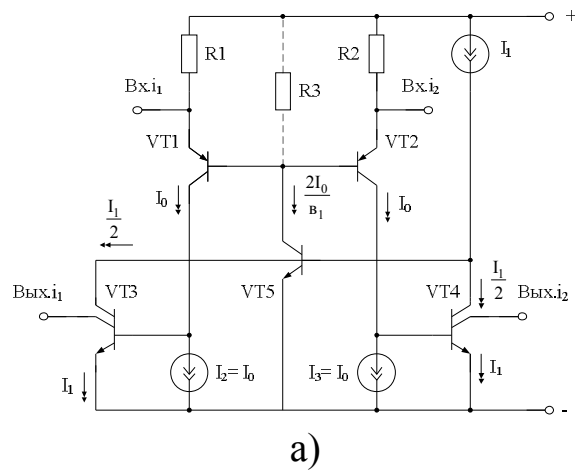 +
R1
R2
I₁
R3
Вх.i₁
Вх.i₂
VT1
VT2
I₀
2I₀
в₁
I₀
I₁
2
I₁
2
Вых.i₁
VT3
VT5
VT4
Вых.i₂
I₁
I₂= I₀
I₃= I₀
I₁
-
а)